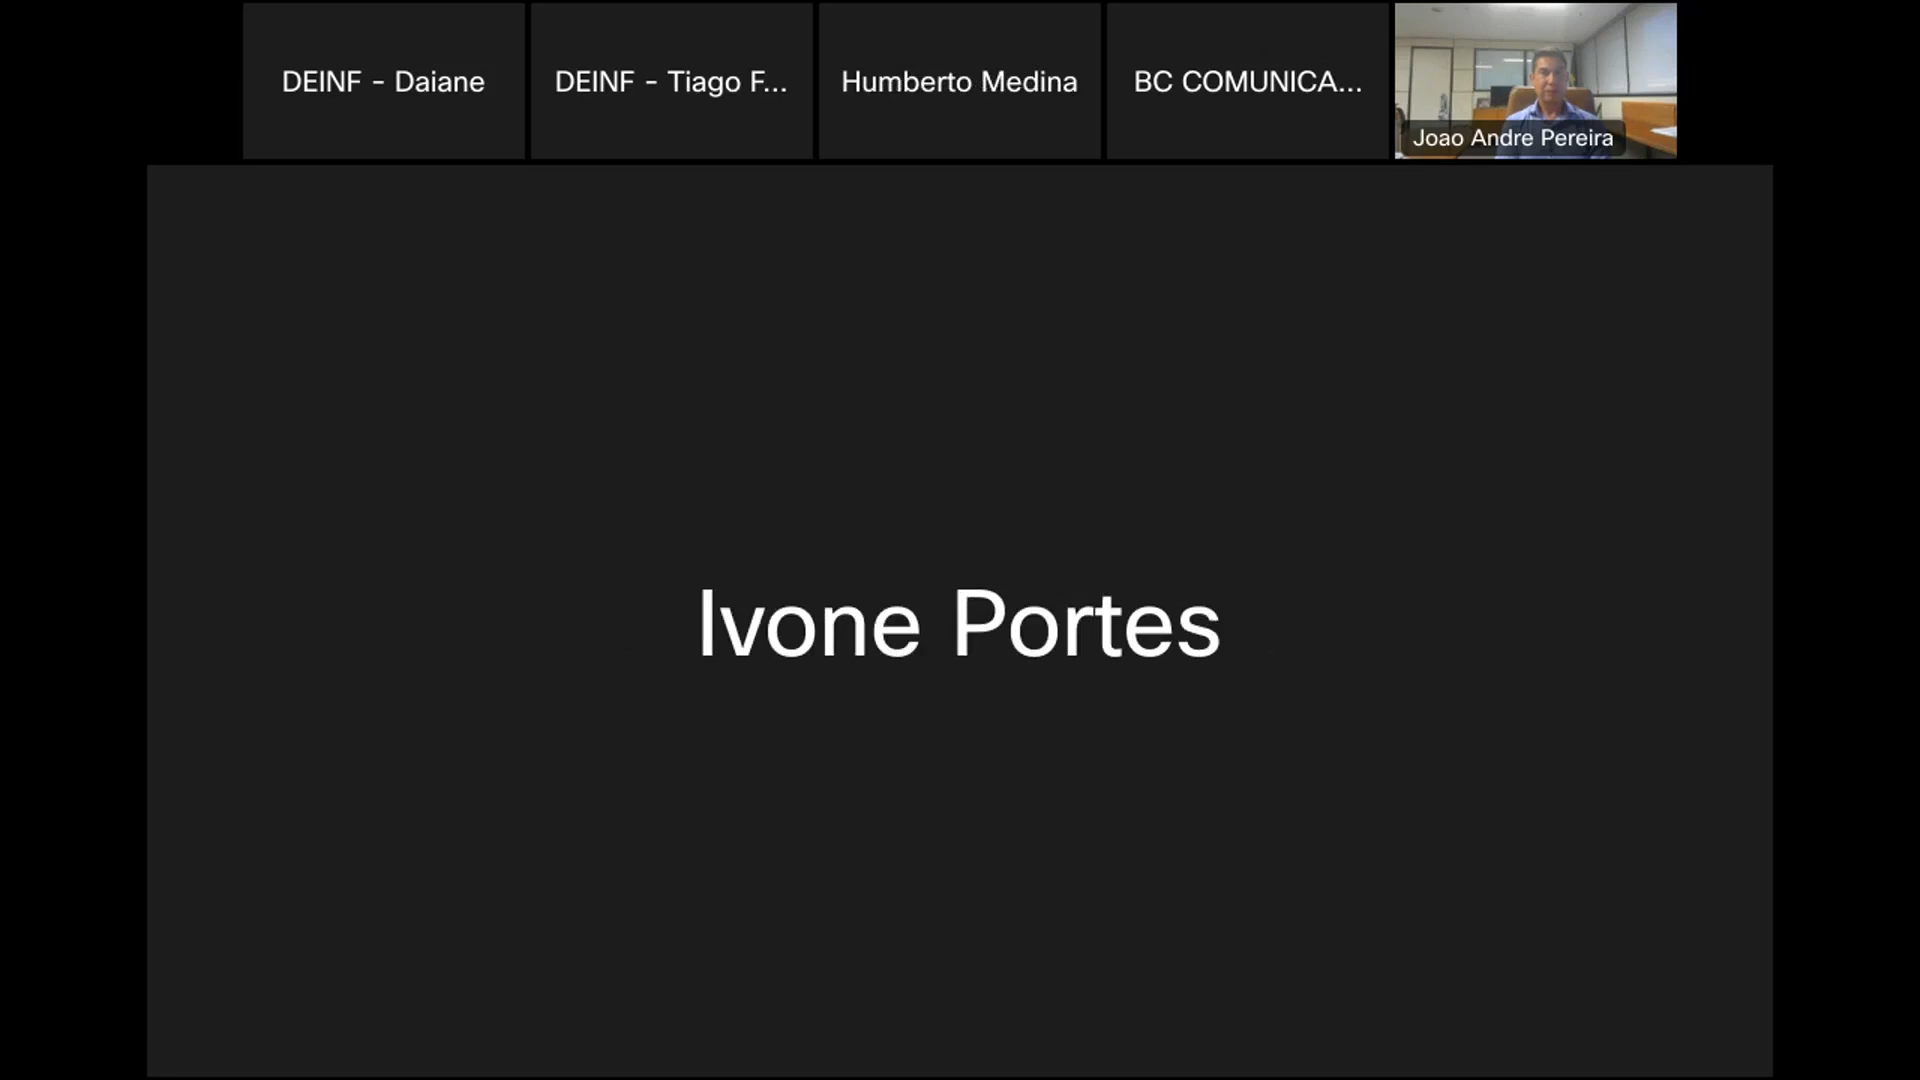 DEINF - Daiane
DEINF - Tiago F...
Humberto Medina
BC COMUNICA...
Joao Andre Pereira
Ivone Portes